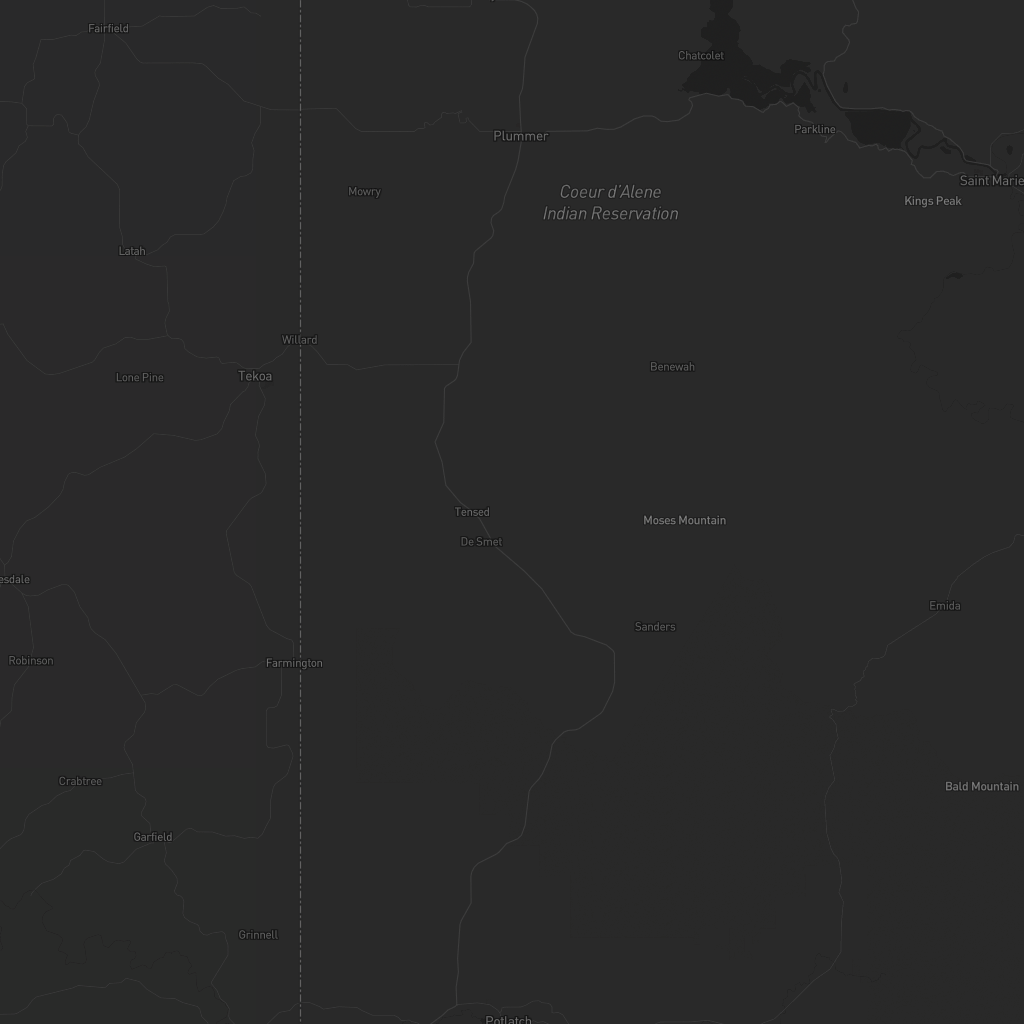 Fairfield
Chatcolet
Plummer
Parkline
Saint Marie
Mowry
Coeur d'Alene
Indian Reservation
Kings Peak
Latah
Willard
Benewah
Lone Pine
Tekoa
Tensed
Moses Mountain
De Smet
esdale
Emida
Sanders
Robinson
Farmington
Crabtree
Bald Mountain
Garfield
Grinnell
Potlatch